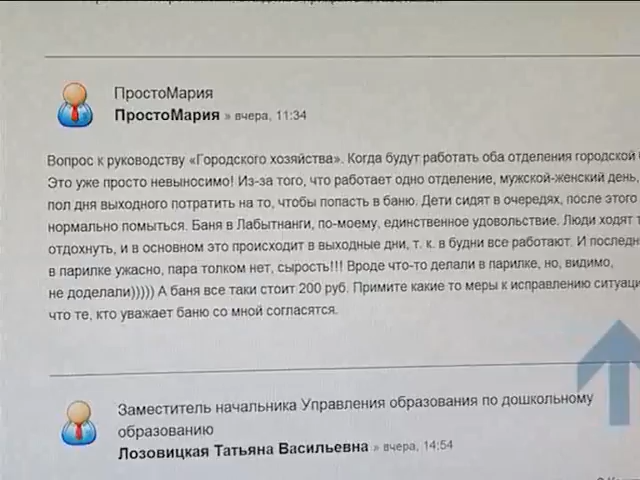 ПростоМария
ПростоМария » вчера, 11:34
Вопрос к руководству «Городского хозяйства». Когда будут работать оба отделения городской
Это уже просто невыносимо! Из-за того, что работает одно отделение, мужской-женский день,
пол дня выходного потратить на то, чтобы попасть в баню. Дети сидят в очередях, после этого
нормально помыться. Баня в Лабытнанги, по-моему, единственное удовольствие. Люди ходят
отдохнуть, и в основном это происходит в выходные дни, т. к. в будни все работают. И
в парилке ужасно, пара толком нет, сырость!!! Вроде что-то делали в парилке, но, видимо,
не доделали))))) А баня все таки стоит 200 руб. Примите какие то меры к исправлению
что те, кто уважает баню со мной согласятся.
Заместитель начальника Управления образования по дошкольному
образованию
Лозовицкая Татьяна Васильевна » вчера, 14:54